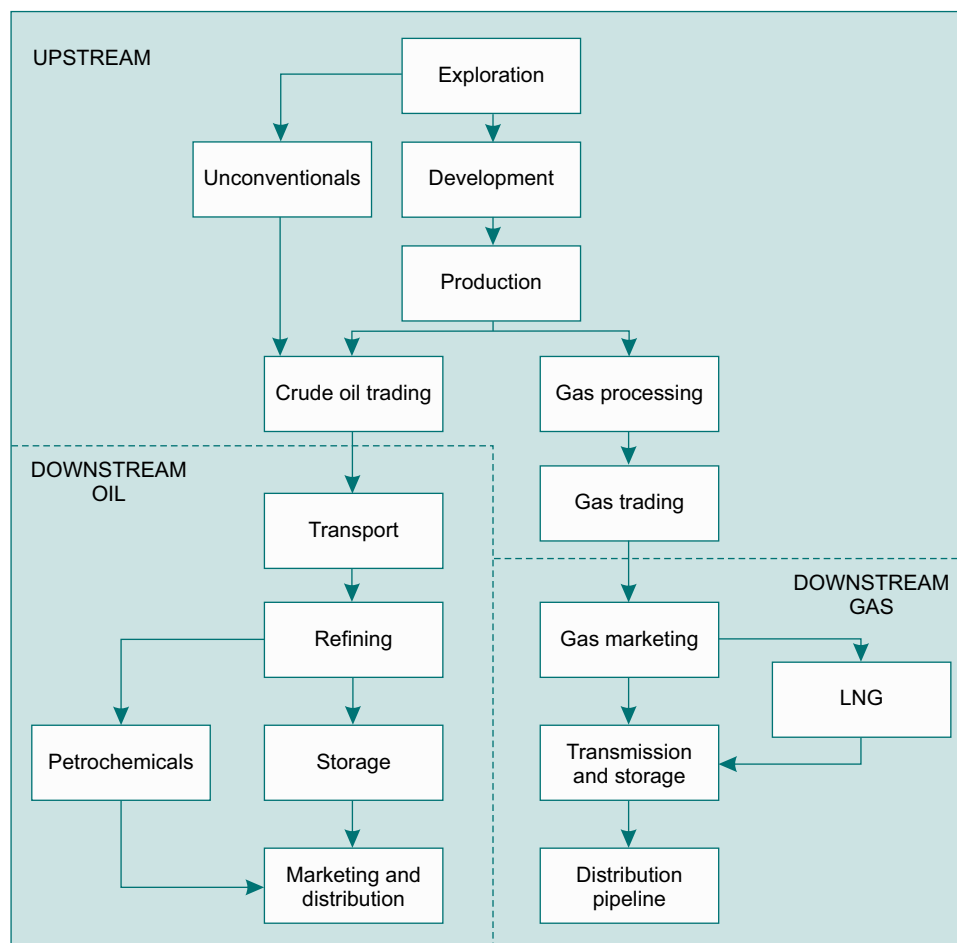 UPSTREAM
Exploration
Unconventionals
Development
Production
Crude oil trading
Gas processing
DOWNSTREAM
OIL
Gas trading
Transport
DOWNSTREAM
GAS
Refining
Gas marketing
LNG
Petrochemicals
Storage
Transmission
and storage
Marketing and
distribution
Distribution
pipeline